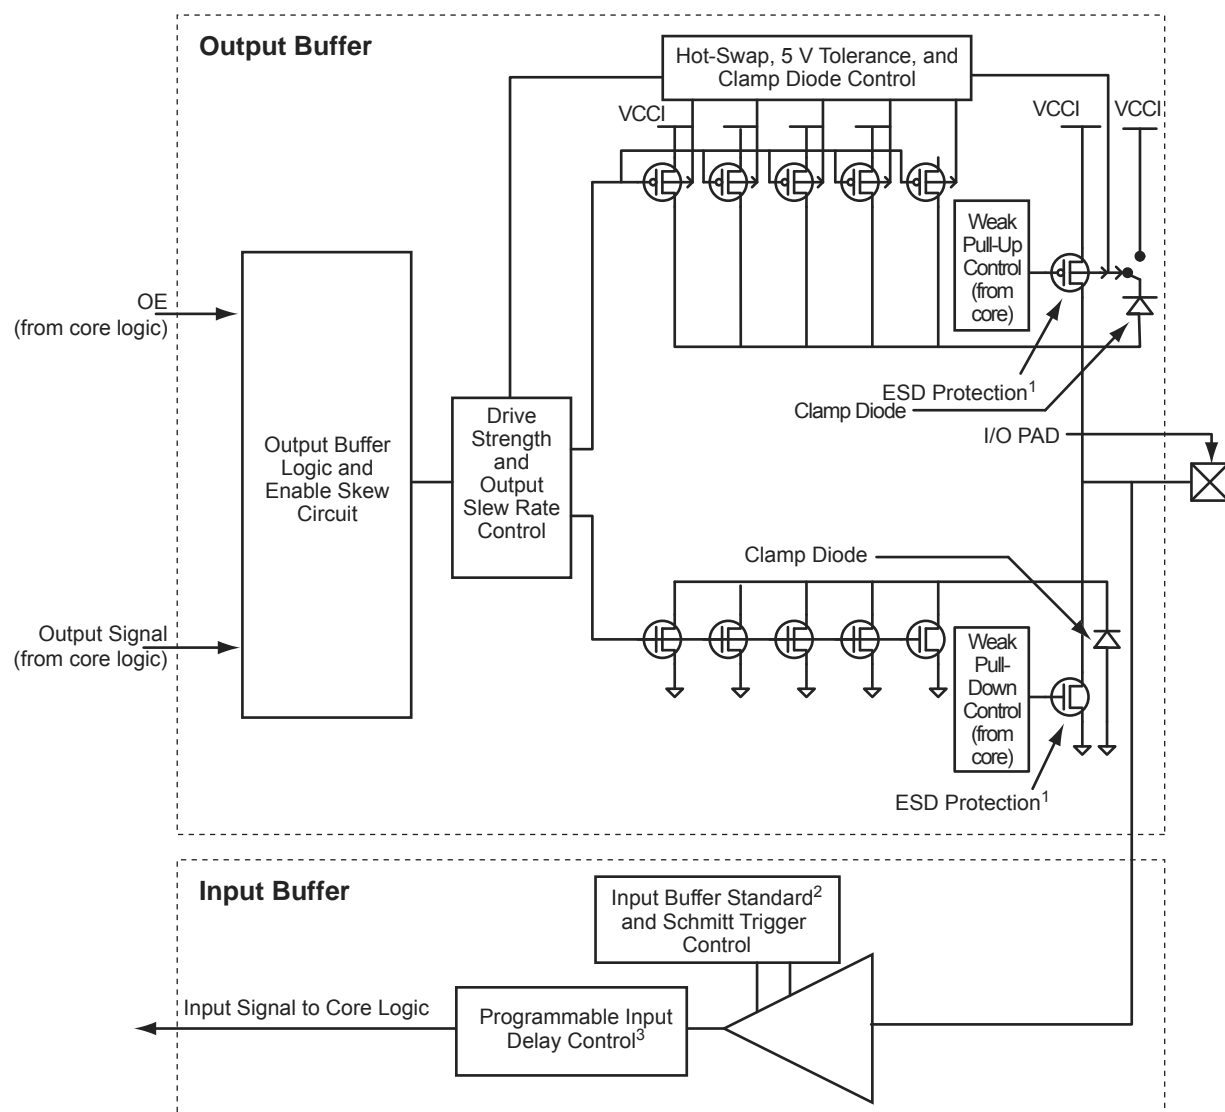 Output Buffer
Hot-Swap, 5 V Tolerance, and
Clamp Diode Control
VCCI
VCCI
VCCI
Weak
Pull-Up
Control
(from
core)
OE
(from core logic)
ESD Protection1
Clamp Diode
I/O PAD
Output Buffer
Logic and
Enable Skew
Circuit
Drive
Strength
and
Output
Slew Rate
Control
Clamp Diode
Output Signal
(from core logic)
Weak
Pull-
Down
Control
(from
core)
ESD Protection1
Input Buffer
Input Buffer Standard2
and Schmitt Trigger
Control
Input Signal to Core Logic
Programmable Input
Delay Control3